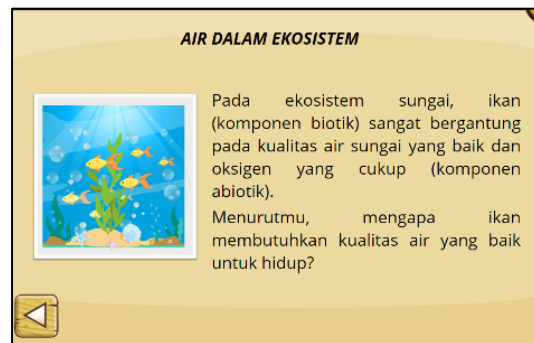 AIR DALAM EKOSISTEM
Pada ekosistem sungai, ikan
(komponen biotik) sangat bergantung
pada kualitas air sungai yang baik dan
oksigen yang cukup (komponen
abiotik).
Menurutmu, mengapa ikan
membutuhkan kualitas air yang baik
untuk hidup?